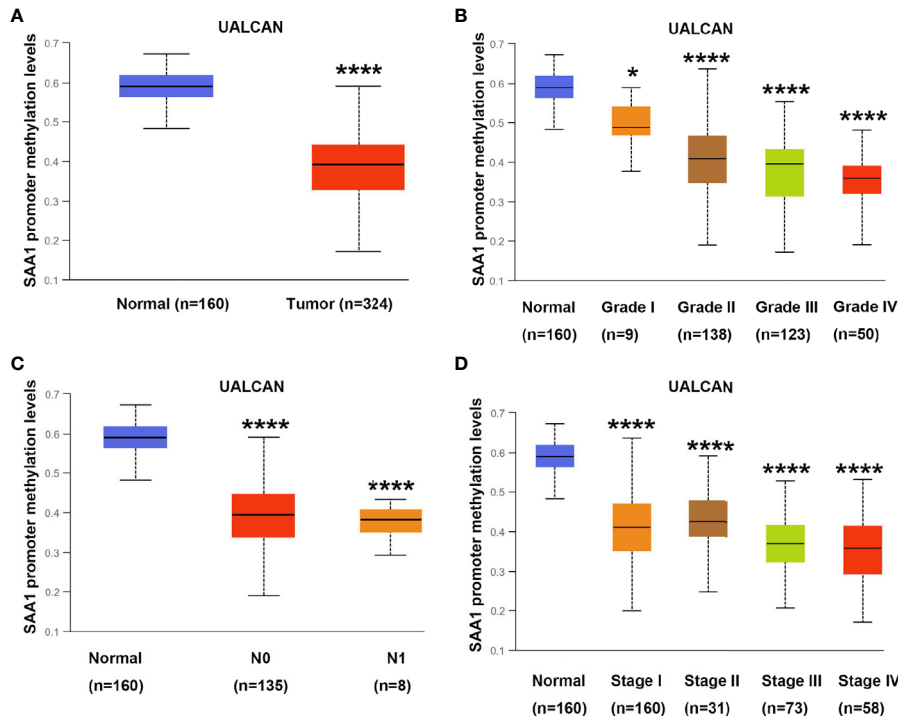 A
UALCAN
SAA1 promoter methylation levels
0.7
0.6
0.5
0.4
0.3
0.2
0.1
****
Normal (n=160) Tumor (n=324)
B
UALCAN
SAA1 promoter methylation levels
0.7
0.6
0.5
0.4
0.3
0.2
0.1
* **** **** ****
Normal Grade I Grade II Grade III Grade IV
(n=160) (n=9) (n=138) (n=123) (n=50)
C
UALCAN
SAA1 promoter methylation levels
0.7
0.6
0.5
0.4
0.3
0.2
0.1
**** ****
Normal N0 N1
(n=160) (n=135) (n=8)
D
UALCAN
SAA1 promoter methylation levels
0.7
0.6
0.5
0.4
0.3
0.2
0.1
**** **** **** ****
Normal Stage I Stage II Stage III Stage IV
(n=160) (n=160) (n=31) (n=73) (n=58)